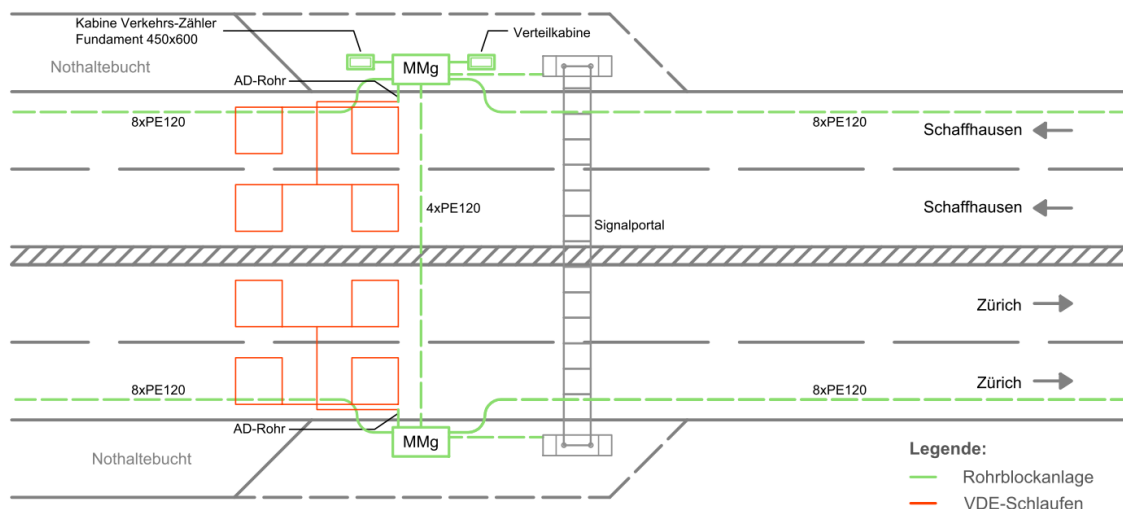 Kabine Verkehrs-Zähler
Fundament 450x600
Verteilkabine
Nothaltebucht
MMg
AD-Rohr
8xPE120
8xPE120
Schaffhausen
4xPE120
Schaffhausen
Signalportal
Zürich
8xPE120
8xPE120
Zürich
AD-Rohr
MMg
Nothaltebucht
Legende:
Rohrblockanlage
VDE-Schlaufen